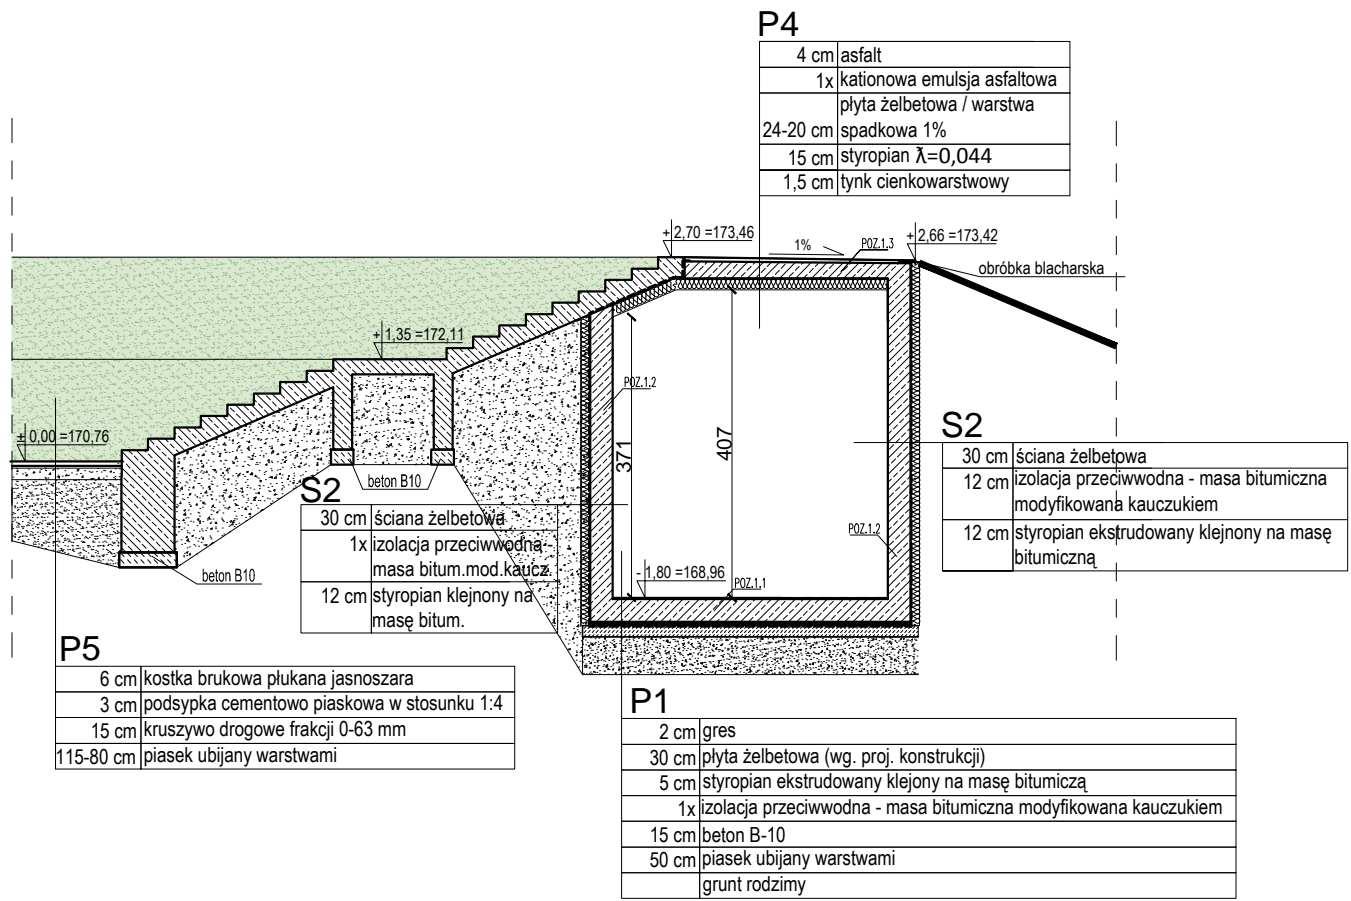 P4
4 cm asfalt
1x kationowa emulsja asfaltowa
płyta żelbetowa / warstwa
24-20 cm spadkowa 1%
15 cm styropian λ=0,044
1,5 cm tynk cienkowarstwowy
+ 2,70 =173,46
1%
POZ.1.3
+ 2,66 =173,42
obróbka blacharska
+ 1,35 =172,11
± 0,00 =170,76
POZ.1.2
371
407
beton B10
beton B10
POZ.1.2
- 1,80 =168,96
POZ.1.1
S2
30 cm ściana żelbetowa
12 cm izolacja przeciwwodna - masa bitumiczna
modyfikowana kauczukiem
12 cm styropian ekstrudowany klejnony na masę
bitumiczną
S2
30 cm ściana żelbetowa
1x izolacja przeciwwodna-
masa bitum.mod.kaucz.
12 cm styropian klejnony na
masę bitum.
P5
6 cm kostka brukowa płukana jasnoszara
3 cm podsypka cementowo piaskowa w stosunku 1:4
15 cm kruszywo drogowe frakcji 0-63 mm
115-80 cm piasek ubijany warstwami
P1
2 cm gres
30 cm płyta żelbetowa (wg. proj. konstrukcji)
5 cm styropian ekstrudowany klejony na masę bitumiczą
1x izolacja przeciwwodna - masa bitumiczna modyfikowana kauczukiem
15 cm beton B-10
50 cm piasek ubijany warstwami
grunt rodzimy